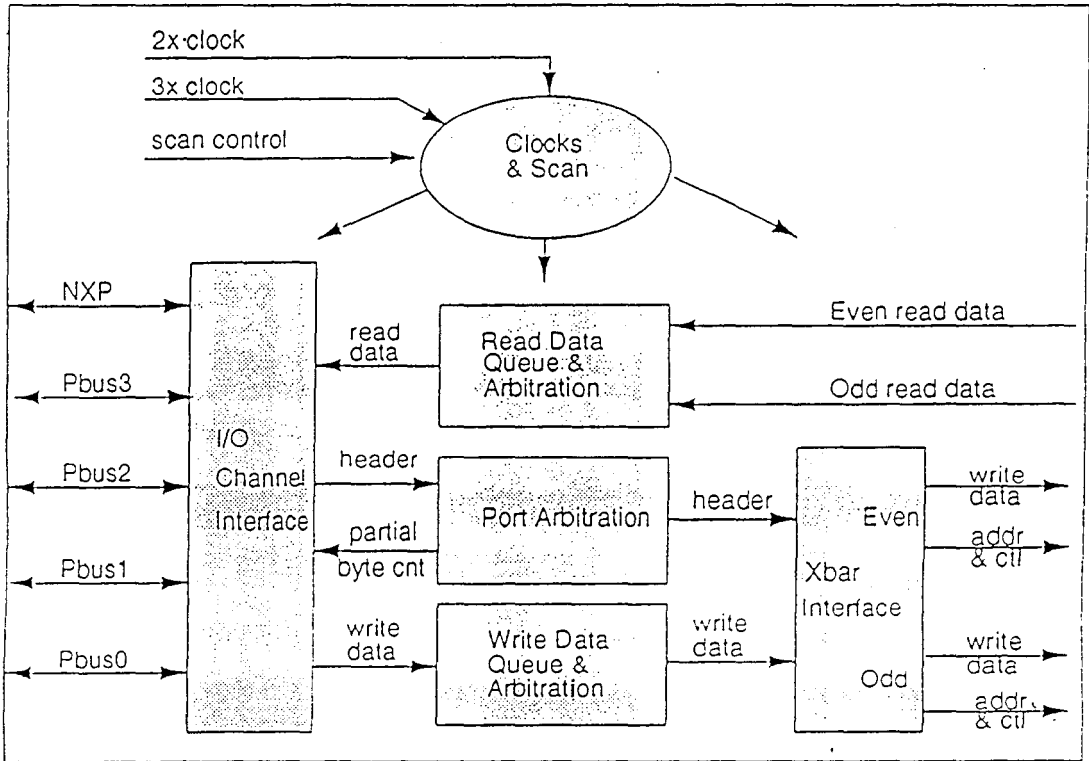 2x clock
3x clock
scan control
Clocks
& Scan
NXP
Pbus3
Pbus2
Pbus1
Pbus0
I/O
Channel
Interface
read
data
Read Data
Queue &
Arbitration
Even read data
Odd read data
header
partial
byte cnt
Port Arbitration
header
write
data
Write Data
Queue &
Arbitration
write
data
Even
Xbar
Interface
Odd
write
data
addr
& ctl
write
data
addr
& ctl